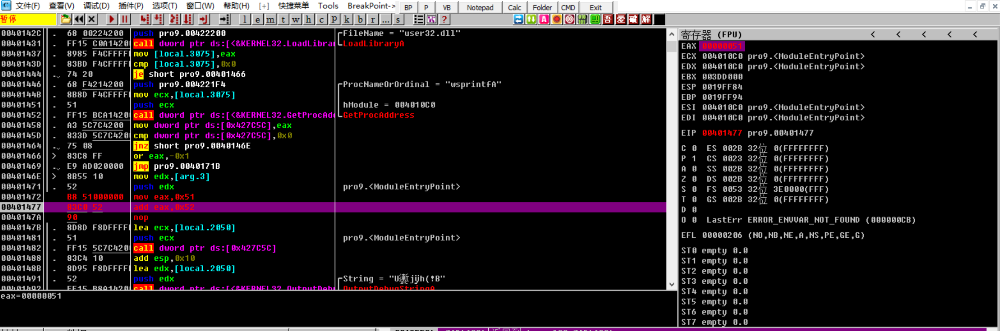 文件(F) 查看(V) 调试(D) 插件(P) 选项(T) 窗口(W) 帮助(H) [+] 快捷菜单 Tools BreakPoint-> BP P VB Notepad Calc Folder CMD Exit
暂停 l e m t w h c P k b r ... s ? 吾 爱 破 解
0040142C . 68 00224200 push pro9.00422200 FileName = "user32.dll"
00401431 . FF15 C0A14200 call dword ptr ds:[<&KERNEL32.LoadLibra LoadLibraryA
00401437 . 8985 F4CFFFFF mov [local.3075],eax
0040143D . 83BD F4CFFFFF cmp [local.3075],0x0
00401444 . 74 20 je short pro9.00401466
00401446 . 68 F4214200 push pro9.004221F4 ProcNameOrOrdinal = "wsprintfA"
0040144B . 8B8D F4CFFFFF mov ecx,[local.3075]
00401451 . 51 push ecx hModule = 004010C0
00401452 . FF15 BCA1420 call dword ptr ds:[<&KERNEL32.GetProcAd GetProcAddress
00401458 . A3 5C7C4200 mov dword ptr ds:[0x427C5C],eax
0040145D . 833D 5C7C420 cmp dword ptr ds:[0x427C5C],0x0
00401464 . 75 08 jnz short pro9.0040146E
00401466 > 83C8 FF or eax,-0x1
00401469 . E9 AD020000 jmp pro9.0040171B
0040146E > 8B55 10 mov edx,[arg.3]
00401471 . 52 push edx pro9.<ModuleEntryPoint>
00401472 B8 51000000 mov eax,0x51
00401477 83C0 52 add eax,0x52
0040147A 90 nop
0040147B . 8D8D F8DFFFFF lea ecx,[local.2050]
00401481 . 51 push ecx pro9.<ModuleEntryPoint>
00401482 . FF15 5C7C420 call dword ptr ds:[0x427C5C]
00401488 . 83C4 10 add esp,0x10
0040148B . 8D95 F8DFFFFF lea edx,[local.2050]
00401491 . 52 push edx String = "U jÿh(!B"
00401492 . FF15 B8A1420 call dword ptr ds:[<&KERNEL32.OutputDeb OutputDebugStringA
eax=00000051
寄存器 (FPU) < < < < <
EAX 00000051
ECX 004010C0 pro9.<ModuleEntryPoint>
EDX 004010C0 pro9.<ModuleEntryPoint>
EBX 003DD000
ESP 0019FF84
EBP 0019FF94
ESI 004010C0 pro9.<ModuleEntryPoint>
EDI 004010C0 pro9.<ModuleEntryPoint>
EIP 00401477 pro9.00401477
C 0 ES 002B 32位 0(FFFFFFFF)
P 1 CS 0023 32位 0(FFFFFFFF)
A 0 SS 002B 32位 0(FFFFFFFF)
Z 0 DS 002B 32位 0(FFFFFFFF)
S 0 FS 0053 32位 3E0000(FFF)
T 0 GS 002B 32位 0(FFFFFFFF)
D 0
O 0 LastErr ERROR_ENVVAR_NOT_FOUND (000000CB)
EFL 00000206 (NO,NB,NE,A,NS,PE,GE,G)
ST0 empty 0.0
ST1 empty 0.0
ST2 empty 0.0
ST3 empty 0.0
ST4 empty 0.0
ST5 empty 0.0
ST6 empty 0.0
ST7 empty 0.0